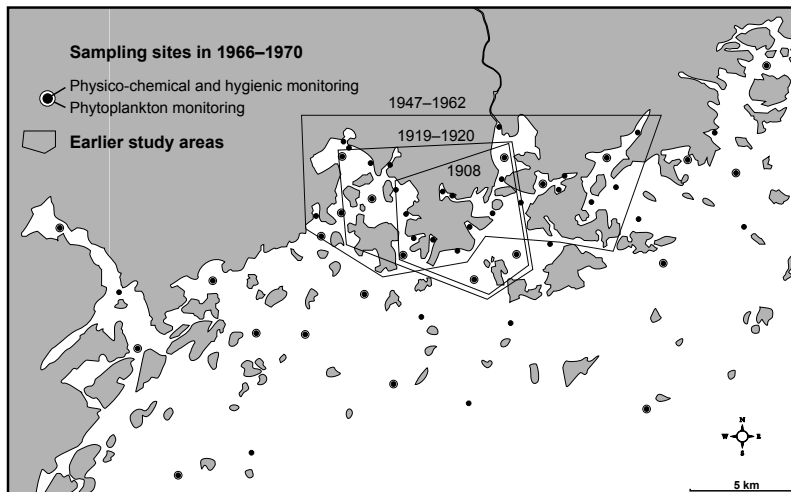 Sampling sites in 1966–1970
Physico-chemical and hygienic monitoring
Phytoplankton monitoring
Earlier study areas
1947–1962
1919–1920
1908
N
W E
S
5 km